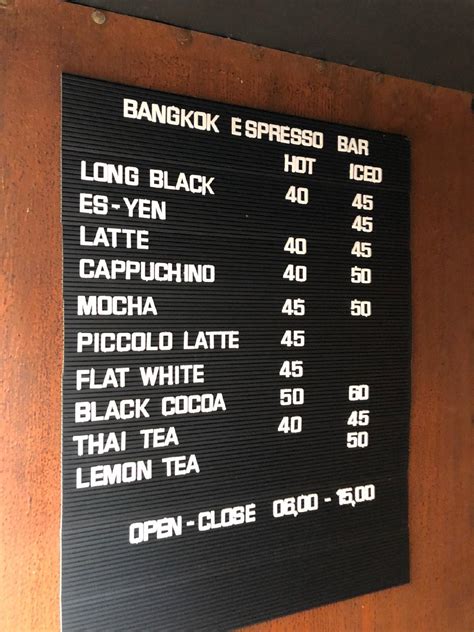 BANGKOK ESPRESSO BAR
HOT ICED
LONG BLACK 40 45
ES-YEN 45
LATTE 40 45
CAPPUCHINO 40 50
MOCHA 45 50
PICCOLO LATTE 45
FLAT WHITE 45
BLACK COCOA 50 60
THAI TEA 40 45
LEMON TEA 50
OPEN-CLOSE 06,00-15,00